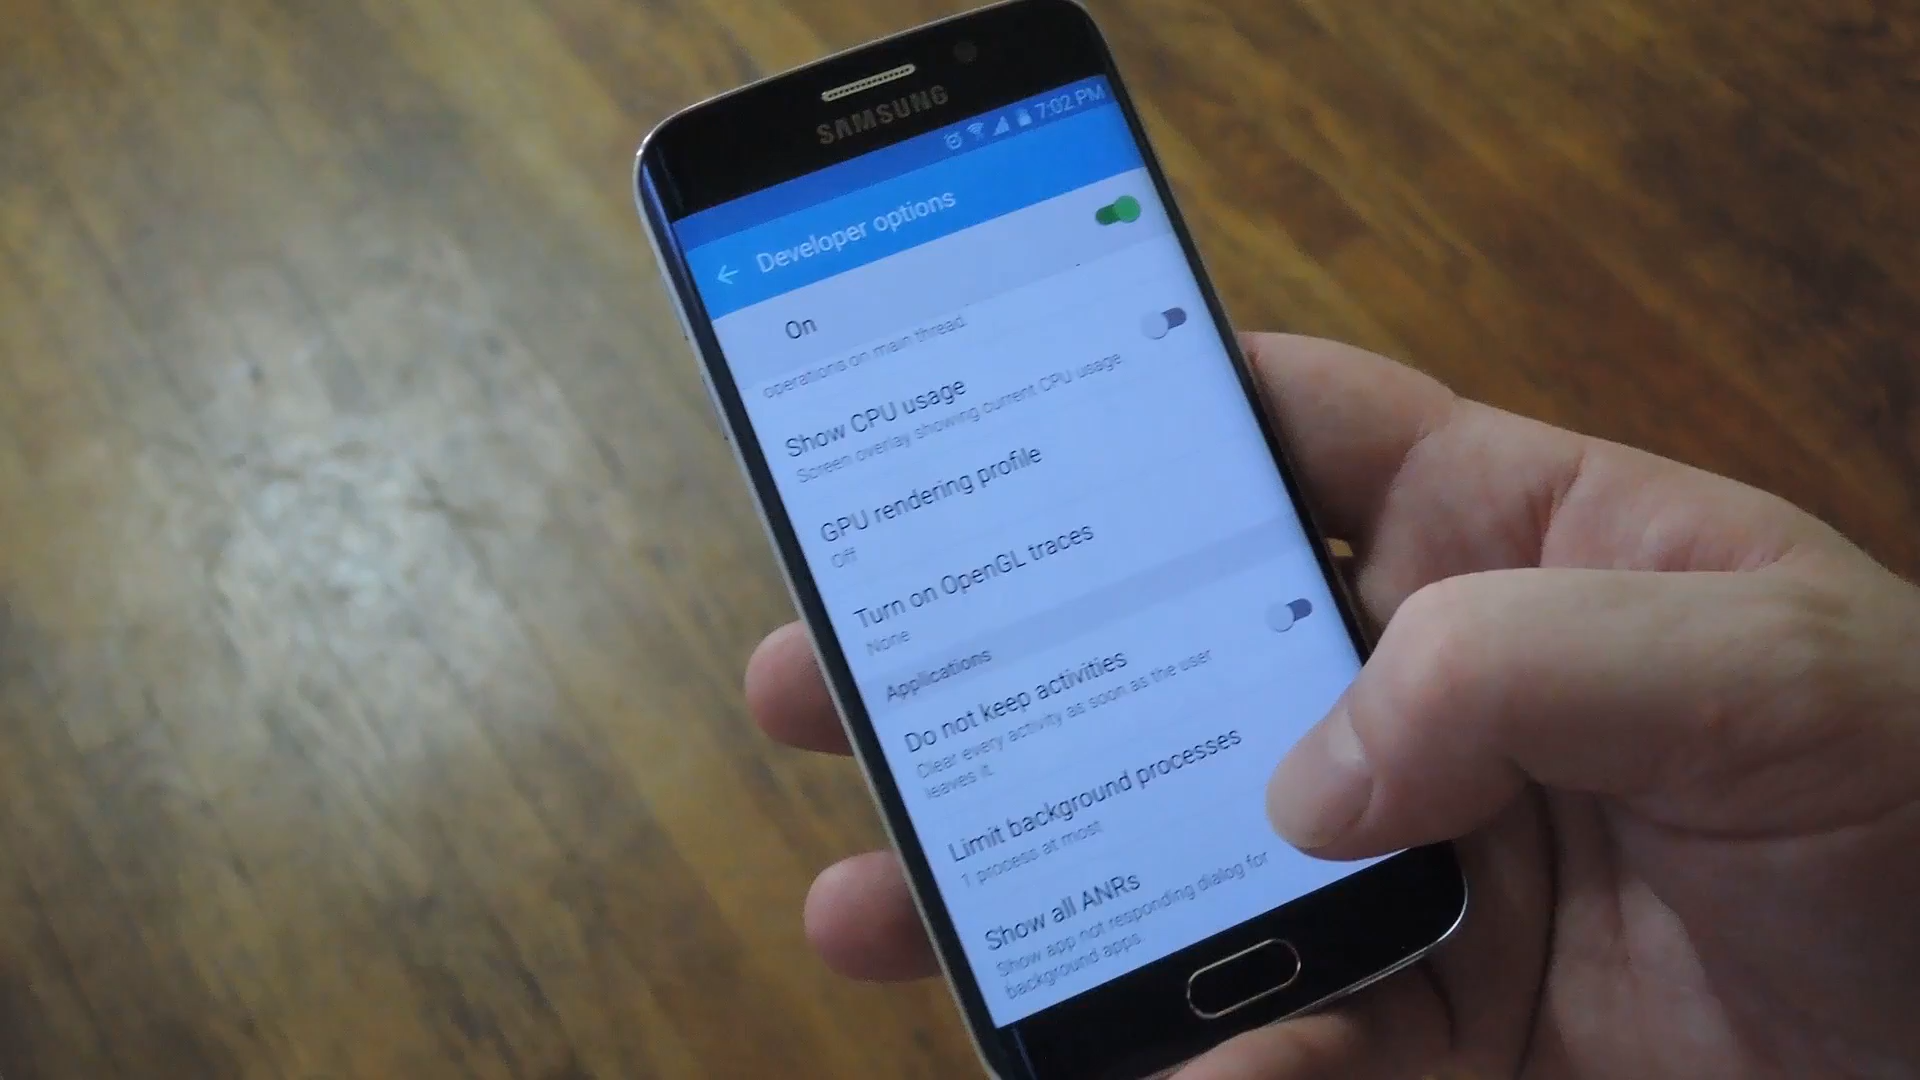 SAMSUNG
7:02 PM
Developer options
On
operations on main thread.
Show CPU usage
Screen overlay showing current CPU usage.
GPU rendering profile
Off
Turn on OpenGL traces
None
Applications
Do not keep activities
Clear every activity as soon as the user
leaves it.
Limit background processes
1 process at most
Show all ANRs
Show app not responding dialog for
background apps.